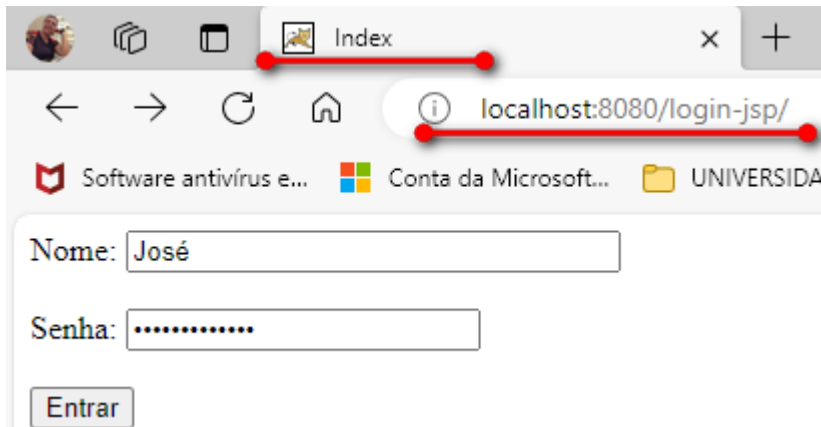 Index
localhost:8080/login-jsp/
Software antivírus e... Conta da Microsoft... UNIVERSIDA
Nome: José
Senha: •••••••••••••
Entrar